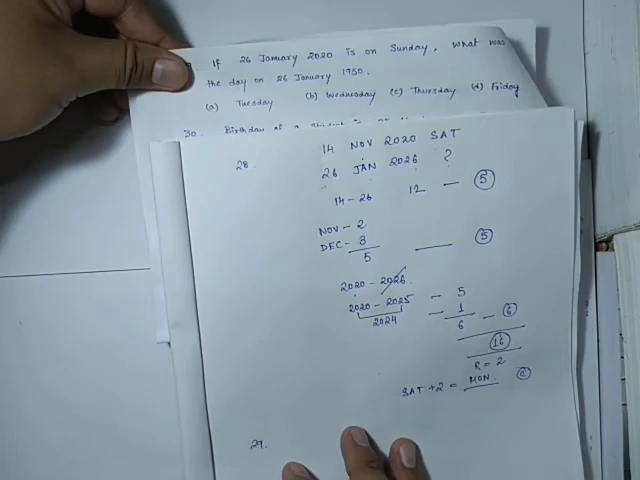 If 26 January 2020 is on Sunday, What was
the day on 26 January 1950.
(a) Tuesday (b) Wednesday (c) Thursday (d) Friday
30. Birthday of a
28. 14 NOV 2020 SAT
26 JAN 2026 ?
14 - 26 12 — 5
NOV - 2
DEC - 3 — 5
5
2020 - 2026
2020 - 2025 - 5
2024 - 1
6 - 6
16
R = 2
SAT + 2 = MON. C
29.